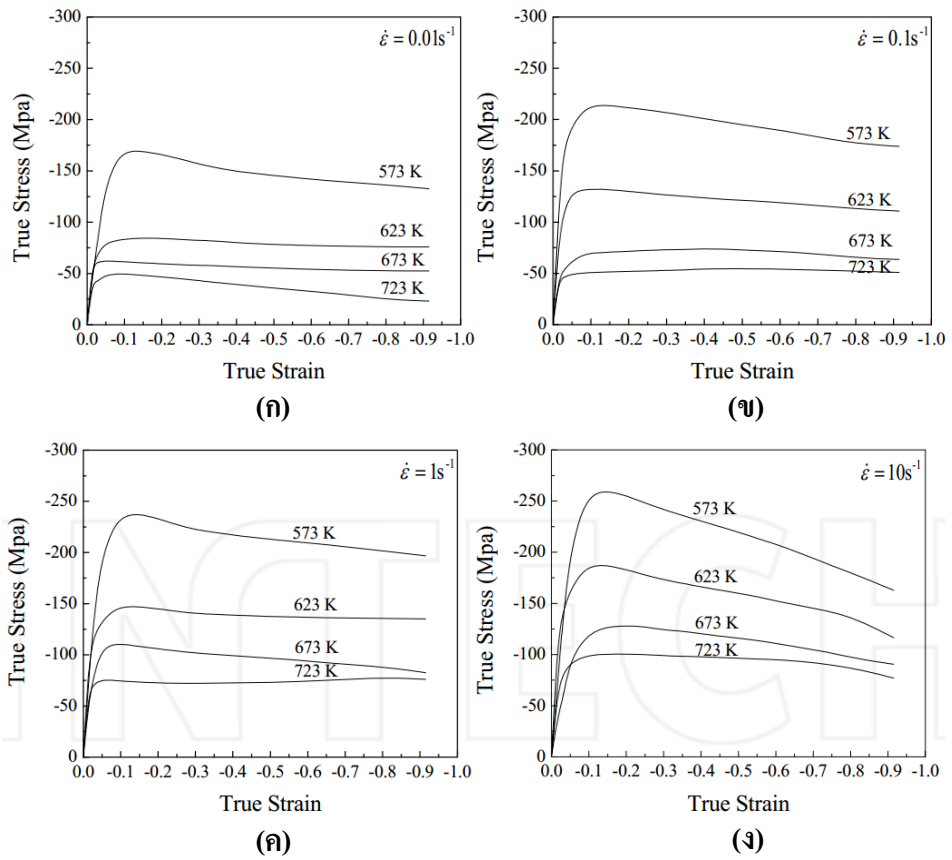 -300
-250
-200
-150
-100
-50
0
True Stress (Mpa)
ε̇ = 0.01s⁻¹
573 K
623 K
673 K
723 K
0.0 -0.1 -0.2 -0.3 -0.4 -0.5 -0.6 -0.7 -0.8 -0.9 -1.0
True Strain
(ก)
-300
-250
-200
-150
-100
-50
0
True Stress (Mpa)
ε̇ = 0.1s⁻¹
573 K
623 K
673 K
723 K
0.0 -0.1 -0.2 -0.3 -0.4 -0.5 -0.6 -0.7 -0.8 -0.9 -1.0
True Strain
(ข)
-300
-250
-200
-150
-100
-50
0
True Stress (Mpa)
ε̇ = 1s⁻¹
573 K
623 K
673 K
723 K
0.0 -0.1 -0.2 -0.3 -0.4 -0.5 -0.6 -0.7 -0.8 -0.9 -1.0
True Strain
(ค)
-300
-250
-200
-150
-100
-50
0
True Stress (Mpa)
ε̇ = 10s⁻¹
573 K
623 K
673 K
723 K
0.0 -0.1 -0.2 -0.3 -0.4 -0.5 -0.6 -0.7 -0.8 -0.9 -1.0
True Strain
(ง)